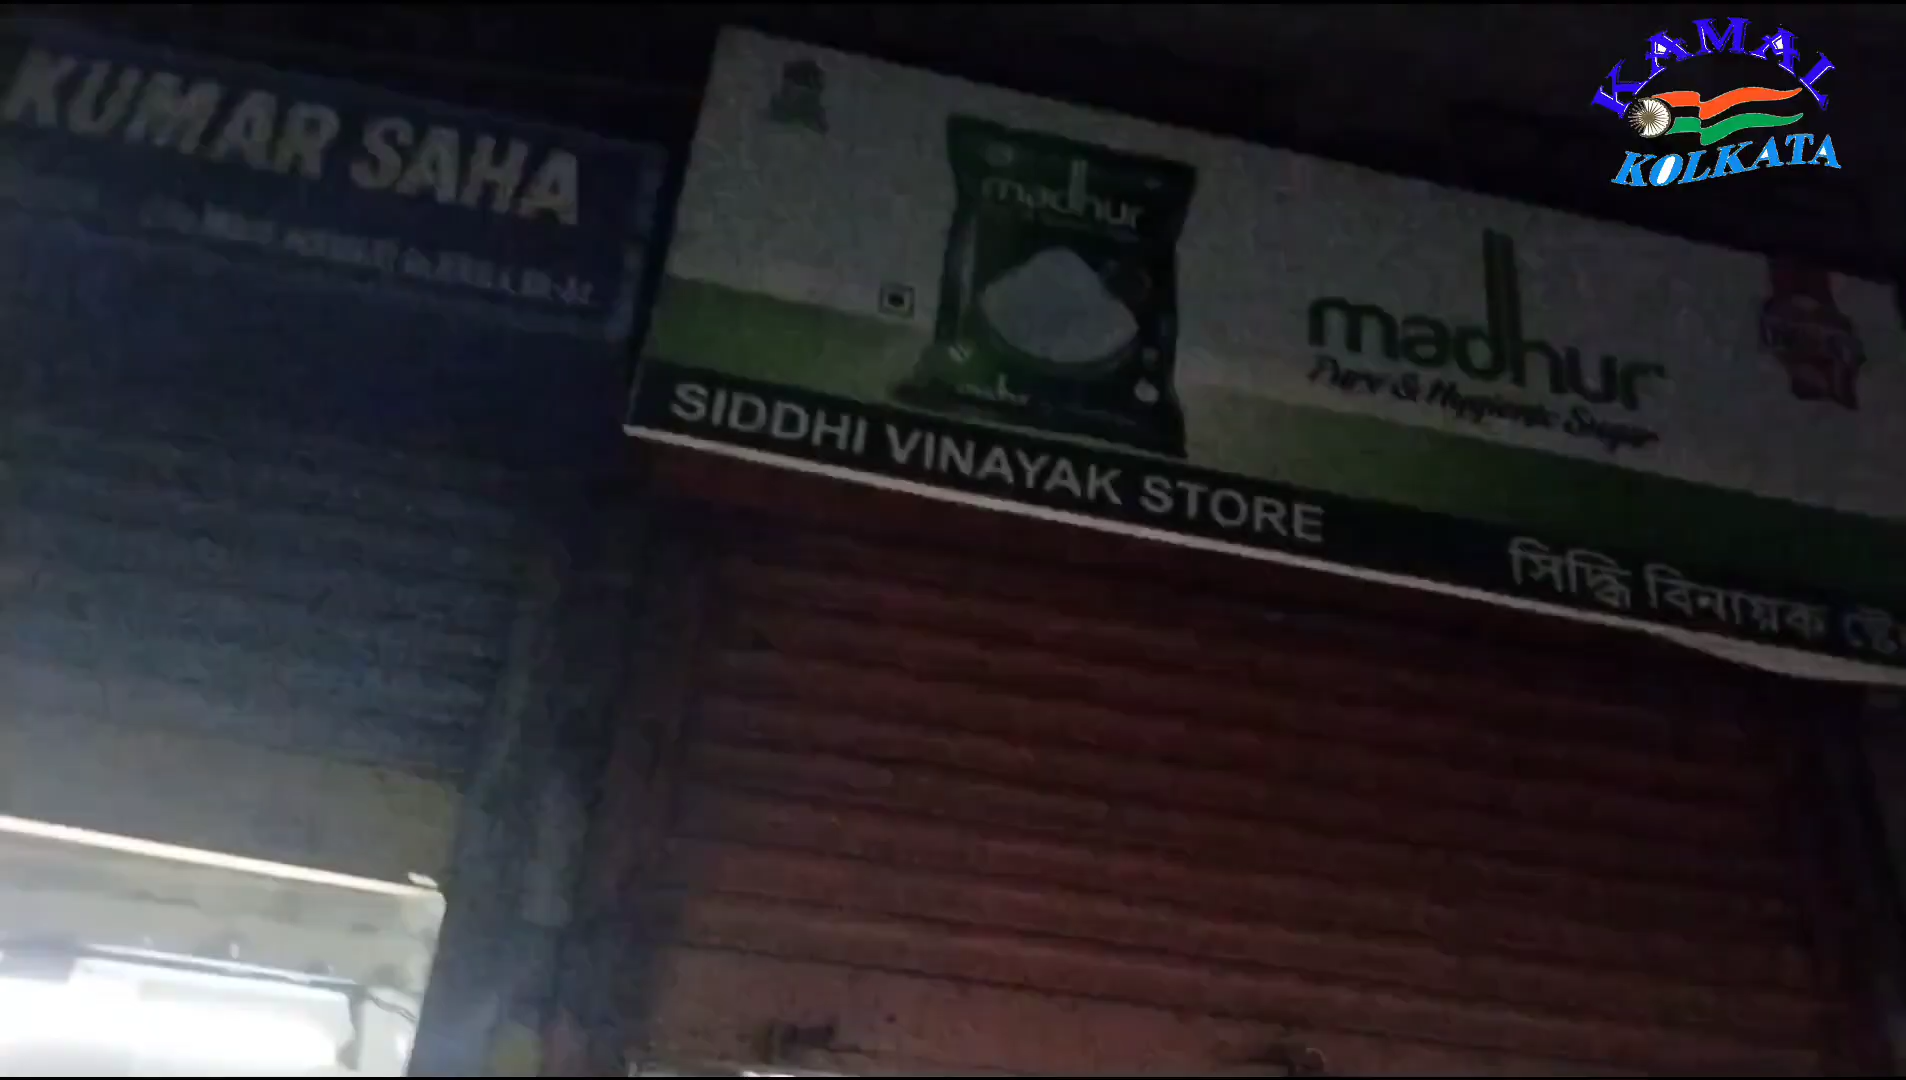 KUMAR SAHA
madhur
SIDDHI VINAYAK STORE
madhur
Pure & Hygienic Sugar
সিদ্ধি বিনায়ক
KAMAL
KOLKATA